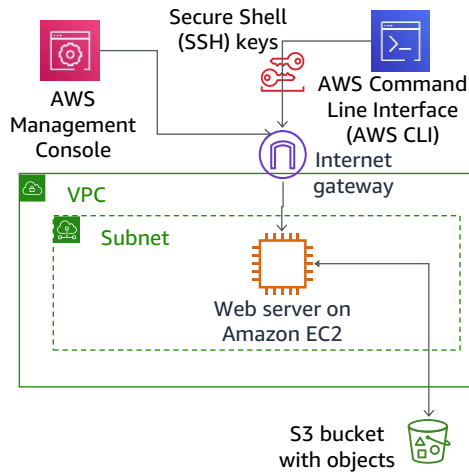 Secure Shell
(SSH) keys
AWS
Management
Console
AWS Command
Line Interface
(AWS CLI)
Internet
gateway
VPC
Subnet
Web server on
Amazon EC2
S3 bucket
with objects